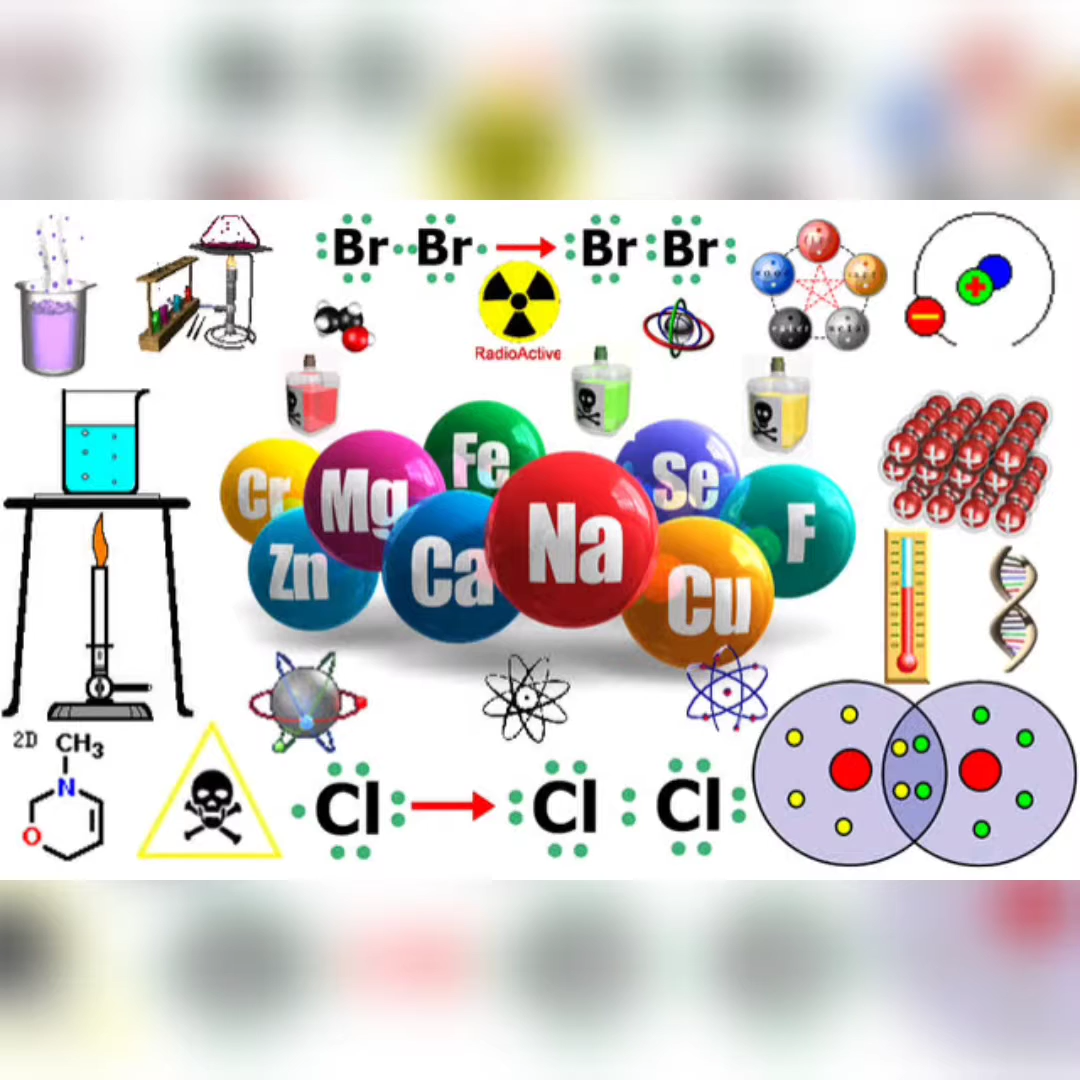 Br Br Br Br
RadioActive
Fe
Cr Mg Se
Na F
Zn Ca Cu
2D CH3
N
O
Cl Cl Cl